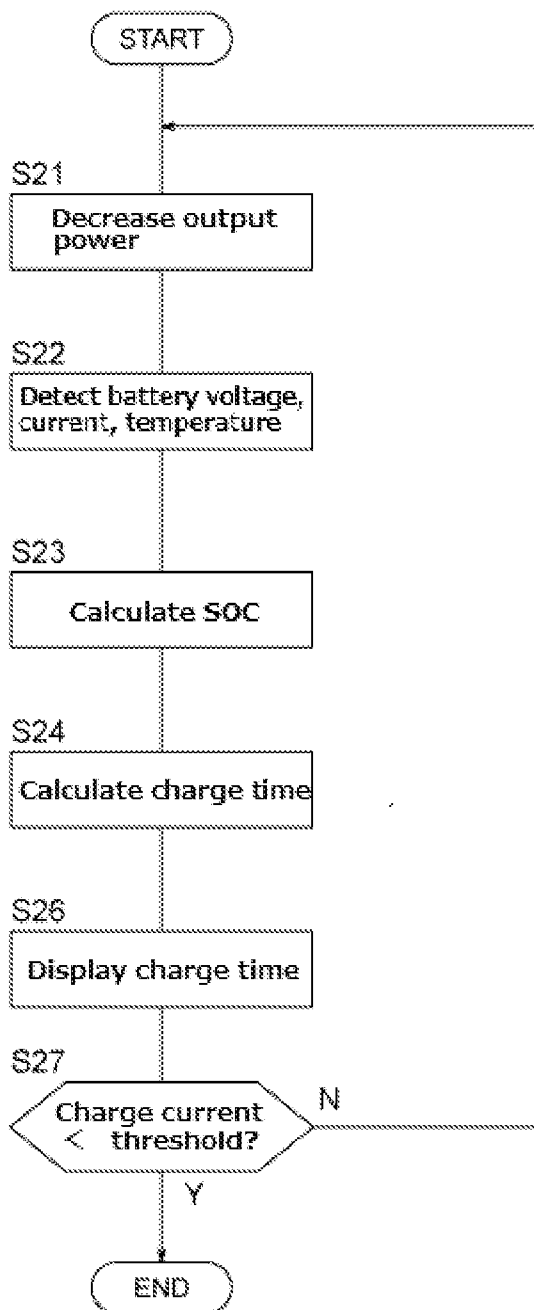 START
S21
Decrease output
power
S22
Detect battery voltage,
current, temperature
S23
Calculate SOC
S24
Calculate charge time
S26
Display charge time
S27
Charge current
< threshold?
N
Y
END